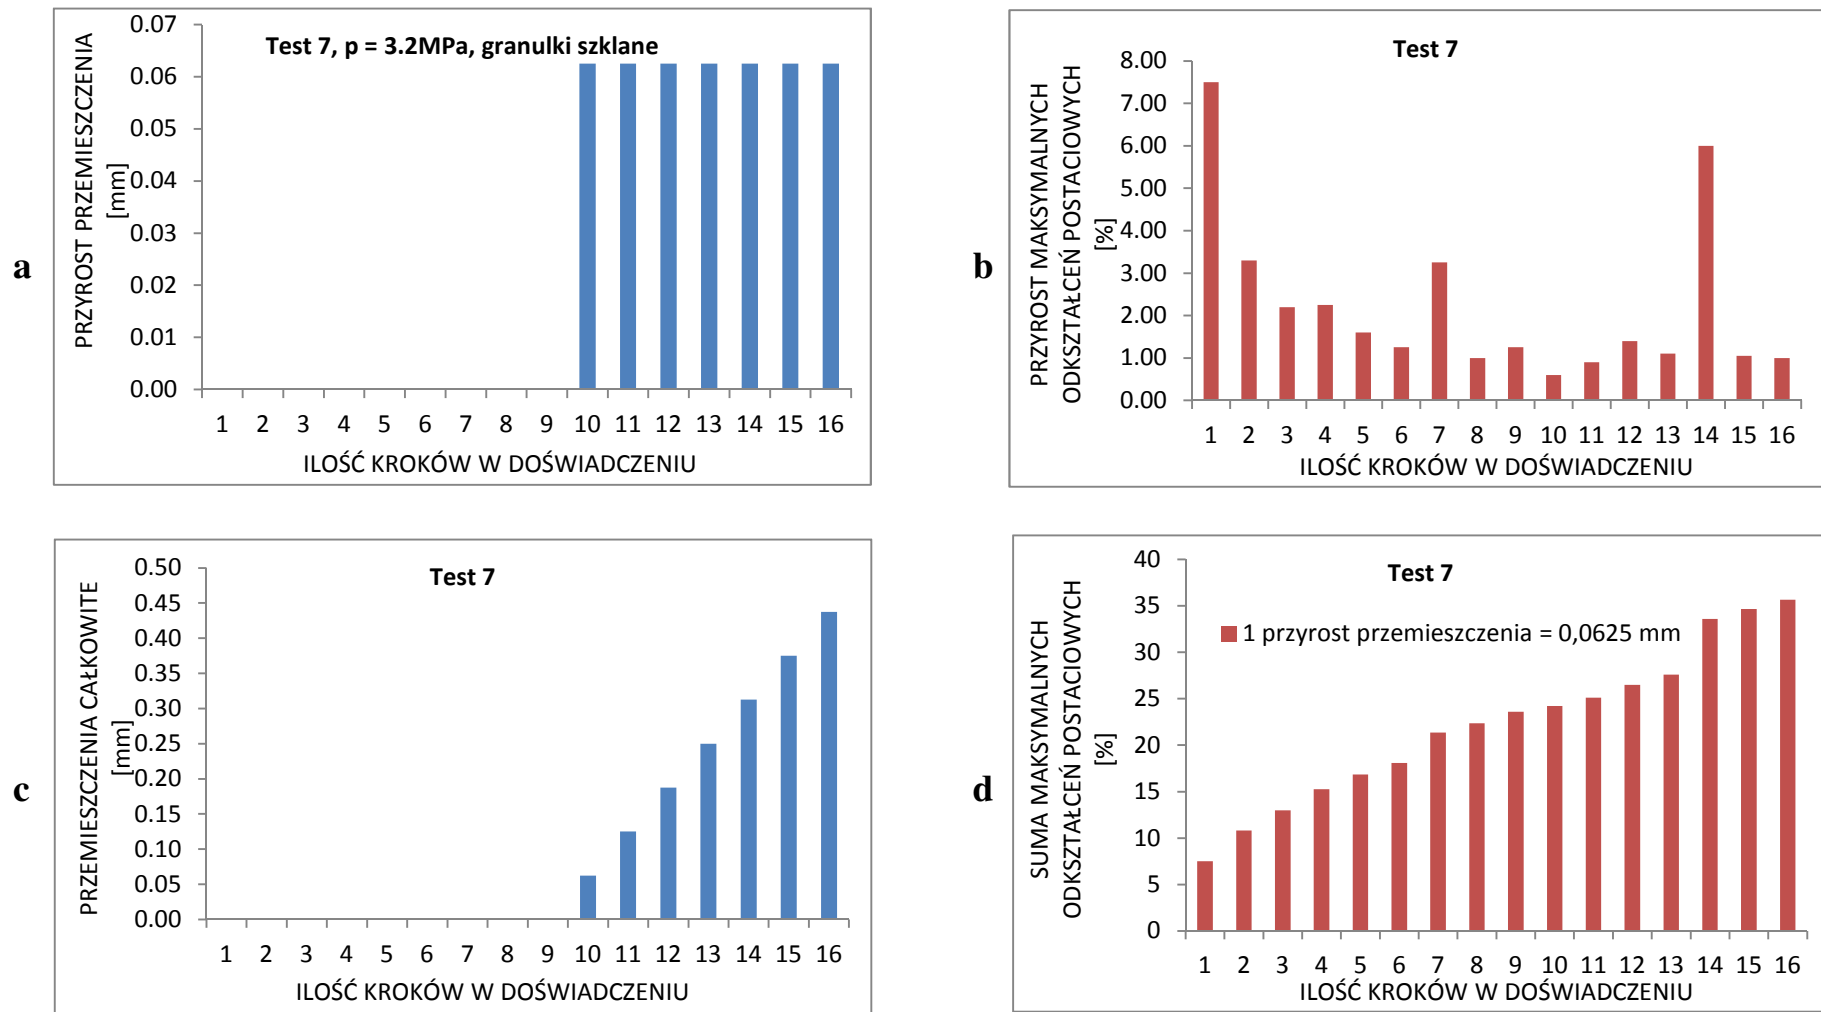 a
Test 7, p = 3.2MPa, granulki szklane
PRZYROST PRZEMIESZCZENIA
[mm]
0.07
0.06
0.05
0.04
0.03
0.02
0.01
0.00
1 2 3 4 5 6 7 8 9 10 11 12 13 14 15 16
ILOŚĆ KROKÓW W DOŚWIADCZENIU
b
Test 7
PRZYROST MAKSYMALNYCH
ODKSZTAŁCEŃ POSTACIOWYCH
[%]
8.00
7.00
6.00
5.00
4.00
3.00
2.00
1.00
0.00
1 2 3 4 5 6 7 8 9 10 11 12 13 14 15 16
ILOŚĆ KROKÓW W DOŚWIADCZENIU
c
Test 7
PRZEMIESZCZENIA CAŁKOWITE
[mm]
0.50
0.45
0.40
0.35
0.30
0.25
0.20
0.15
0.10
0.05
0.00
1 2 3 4 5 6 7 8 9 10 11 12 13 14 15 16
ILOŚĆ KROKÓW W DOŚWIADCZENIU
d
Test 7
1 przyrost przemieszczenia = 0,0625 mm
SUMA MAKSYMALNYCH
ODKSZTAŁCEŃ POSTACIOWYCH
[%]
40
35
30
25
20
15
10
5
0
1 2 3 4 5 6 7 8 9 10 11 12 13 14 15 16
ILOŚĆ KROKÓW W DOŚWIADCZENIU